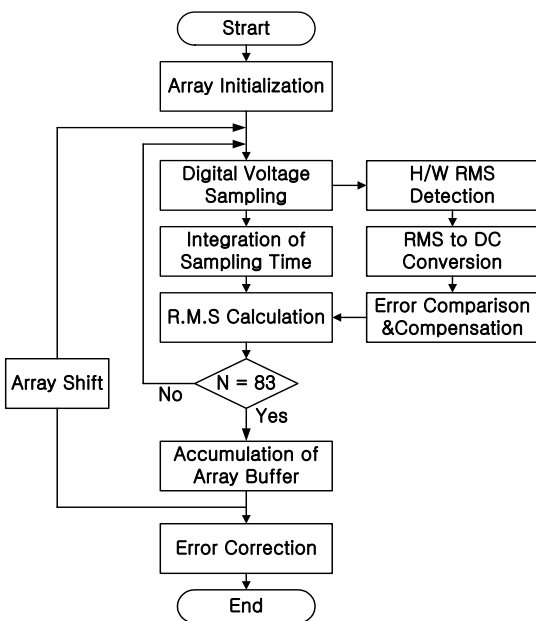 Strart
Array Initialization
Digital Voltage
Sampling
H/W RMS
Detection
Integration of
Sampling Time
RMS to DC
Conversion
R.M.S Calculation
Error Comparison
&Compensation
Array Shift
N = 83
No
Yes
Accumulation of
Array Buffer
Error Correction
End